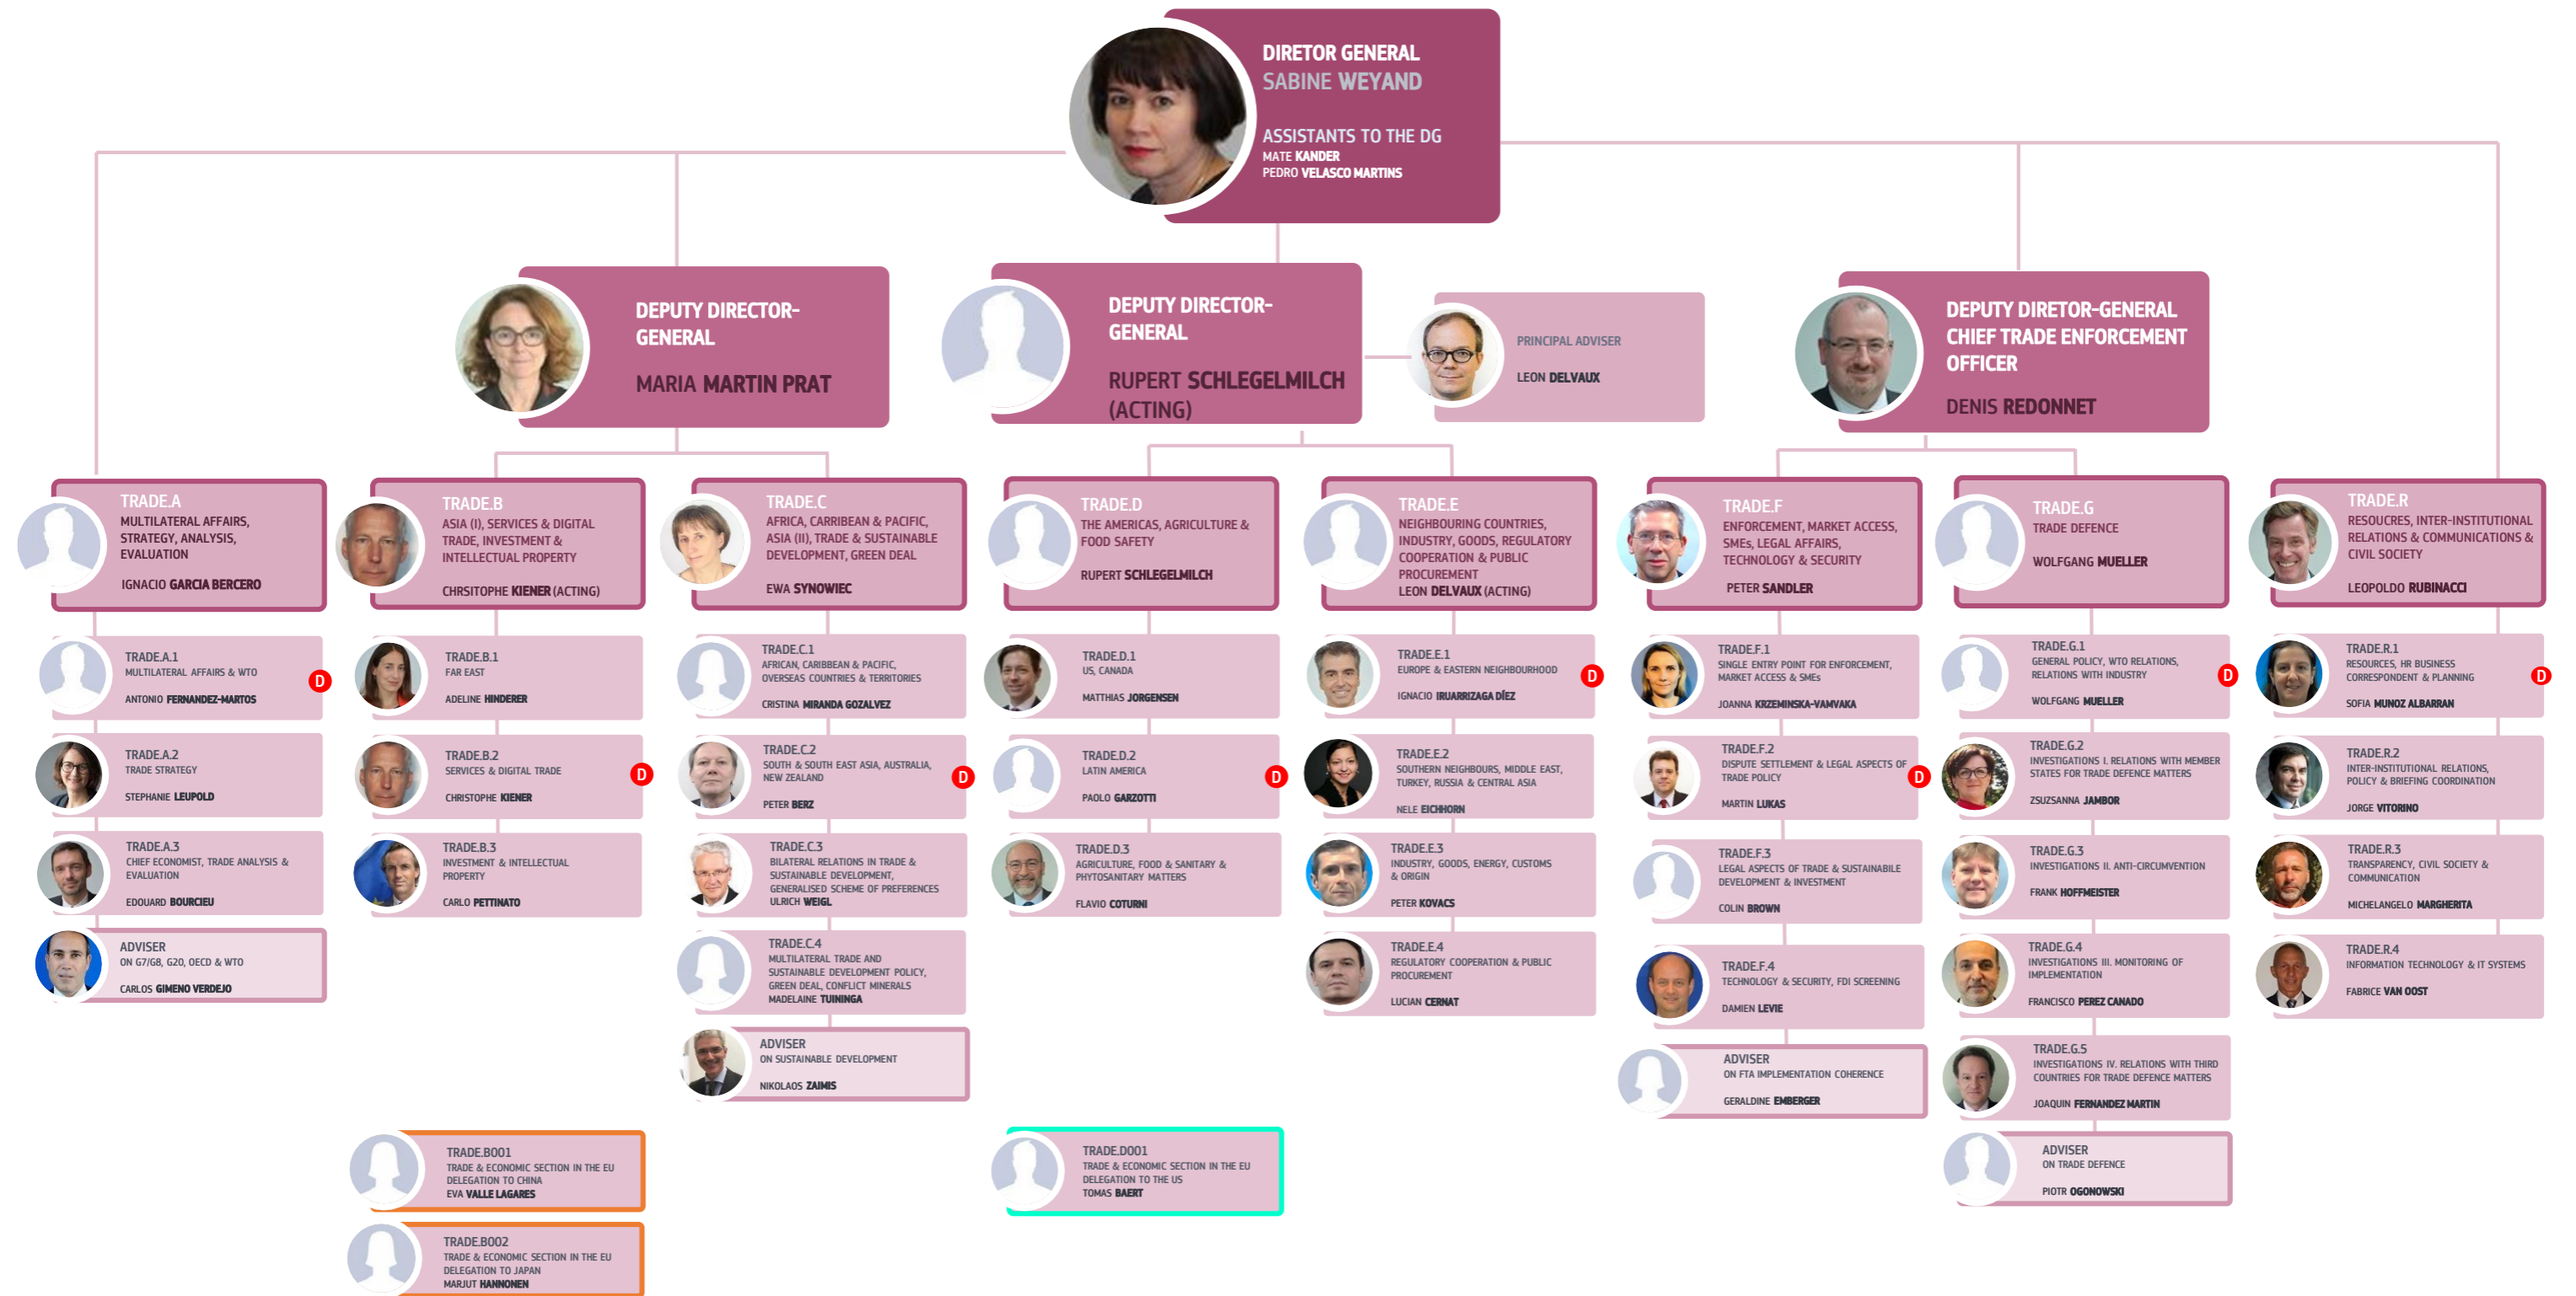 DIRETOR GENERAL
SABINE WEYAND
ASSISTANTS TO THE DG
MATE KANDER
PEDRO VELASCO MARTINS
DEPUTY DIRECTOR-
GENERAL
MARIA MARTIN PRAT
DEPUTY DIRECTOR-
GENERAL
RUPERT SCHLEGELMILCH
(ACTING)
PRINCIPAL ADVISER
LEON DELVAUX
DEPUTY DIRETOR-GENERAL
CHIEF TRADE ENFORCEMENT
OFFICER
DENIS REDONNET
TRADE.A
MULTILATERAL AFFAIRS,
STRATEGY, ANALYSIS,
EVALUATION
IGNACIO GARCIA BERCERO
TRADE.A.1
MULTILATERAL AFFAIRS & WTO
ANTONIO FERNANDEZ-MARTOS
D
TRADE.A.2
TRADE STRATEGY
STEPHANIE LEUPOLD
TRADE.A.3
CHIEF ECONOMIST, TRADE ANALYSIS &
EVALUATION
EDOUARD BOURCIEU
ADVISER
ON G7/G8, G20, OECD & WTO
CARLOS GIMENO VERDEJO
TRADE.B
ASIA (I), SERVICES & DIGITAL
TRADE, INVESTMENT &
INTELLECTUAL PROPERTY
CHRSITOPHE KIENER (ACTING)
TRADE.B.1
FAR EAST
ADELINE HINDERER
TRADE.B.2
SERVICES & DIGITAL TRADE
CHRISTOPHE KIENER
D
TRADE.B.3
INVESTMENT & INTELLECTUAL
PROPERTY
CARLO PETTINATO
TRADE.B001
TRADE & ECONOMIC SECTION IN THE EU
DELEGATION TO CHINA
EVA VALLE LAGARES
TRADE.B002
TRADE & ECONOMIC SECTION IN THE EU
DELEGATION TO JAPAN
MARJUT HANNONEN
TRADE.C
AFRICA, CARRIBEAN & PACIFIC,
ASIA (II), TRADE & SUSTAINABLE
DEVELOPMENT, GREEN DEAL
EWA SYNOWIEC
TRADE.C.1
AFRICAN, CARIBBEAN & PACIFIC,
OVERSEAS COUNTRIES & TERRITORIES
CRISTINA MIRANDA GOZALVEZ
TRADE.C.2
SOUTH & SOUTH EAST ASIA, AUSTRALIA,
NEW ZEALAND
PETER BERZ
D
TRADE.C.3
BILATERAL RELATIONS IN TRADE &
SUSTAINABLE DEVELOPMENT,
GENERALISED SCHEME OF PREFERENCES
ULRICH WEIGL
TRADE.C.4
MULTILATERAL TRADE AND
SUSTAINABLE DEVELOPMENT POLICY,
GREEN DEAL, CONFLICT MINERALS
MADELAINE TUININGA
ADVISER
ON SUSTAINABLE DEVELOPMENT
NIKOLAOS ZAIMIS
TRADE.D
THE AMERICAS, AGRICULTURE &
FOOD SAFETY
RUPERT SCHLEGELMILCH
TRADE.D.1
US, CANADA
MATTHIAS JORGENSEN
TRADE.D.2
LATIN AMERICA
PAOLO GARZOTTI
D
TRADE.D.3
AGRICULTURE, FOOD & SANITARY &
PHYTOSANITARY MATTERS
FLAVIO COTURNI
TRADE.D001
TRADE & ECONOMIC SECTION IN THE EU
DELEGATION TO THE US
TOMAS BAERT
TRADE.E
NEIGHBOURING COUNTRIES,
INDUSTRY, GOODS, REGULATORY
COOPERATION & PUBLIC
PROCUREMENT
LEON DELVAUX (ACTING)
TRADE.E.1
EUROPE & EASTERN NEIGHBOURHOOD
IGNACIO IRUARRIZAGA DÍEZ
D
TRADE.E.2
SOUTHERN NEIGHBOURS, MIDDLE EAST,
TURKEY, RUSSIA & CENTRAL ASIA
NELE EICHHORN
TRADE.E.3
INDUSTRY, GOODS, ENERGY, CUSTOMS
& ORIGIN
PETER KOVACS
TRADE.E.4
REGULATORY COOPERATION & PUBLIC
PROCUREMENT
LUCIAN CERNAT
TRADE.F
ENFORCEMENT, MARKET ACCESS,
SMEs, LEGAL AFFAIRS,
TECHNOLOGY & SECURITY
PETER SANDLER
TRADE.F.1
SINGLE ENTRY POINT FOR ENFORCEMENT,
MARKET ACCESS & SMEs
JOANNA KRZEMINSKA-VAMVAKA
TRADE.F.2
DISPUTE SETTLEMENT & LEGAL ASPECTS OF
TRADE POLICY
MARTIN LUKAS
D
TRADE.F.3
LEGAL ASPECTS OF TRADE & SUSTAINABILE
DEVELOPMENT & INVESTMENT
COLIN BROWN
TRADE.F.4
TECHNOLOGY & SECURITY, FDI SCREENING
DAMIEN LEVIE
ADVISER
ON FTA IMPLEMENTATION COHERENCE
GERALDINE EMBERGER
TRADE.G
TRADE DEFENCE
WOLFGANG MUELLER
TRADE.G.1
GENERAL POLICY, WTO RELATIONS,
RELATIONS WITH INDUSTRY
WOLFGANG MUELLER
D
TRADE.G.2
INVESTIGATIONS I. RELATIONS WITH MEMBER
STATES FOR TRADE DEFENCE MATTERS
ZSUZSANNA JAMBOR
TRADE.G.3
INVESTIGATIONS II. ANTI-CIRCUMVENTION
FRANK HOFFMEISTER
TRADE.G.4
INVESTIGATIONS III. MONITORING OF
IMPLEMENTATION
FRANCISCO PEREZ CANADO
TRADE.G.5
INVESTIGATIONS IV. RELATIONS WITH THIRD
COUNTRIES FOR TRADE DEFENCE MATTERS
JOAQUIN FERNANDEZ MARTIN
ADVISER
ON TRADE DEFENCE
PIOTR OGONOWSKI
TRADE.R
RESOUCRES, INTER-INSTITUTIONAL
RELATIONS & COMMUNICATIONS &
CIVIL SOCIETY
LEOPOLDO RUBINACCI
TRADE.R.1
RESOURCES, HR BUSINESS
CORRESPONDENT & PLANNING
SOFIA MUNOZ ALBARRAN
D
TRADE.R.2
INTER-INSTITUTIONAL RELATIONS,
POLICY & BRIEFING COORDINATION
JORGE VITORINO
TRADE.R.3
TRANSPARENCY, CIVIL SOCIETY &
COMMUNICATION
MICHELANGELO MARGHERITA
TRADE.R.4
INFORMATION TECHNOLOGY & IT SYSTEMS
FABRICE VAN OOST